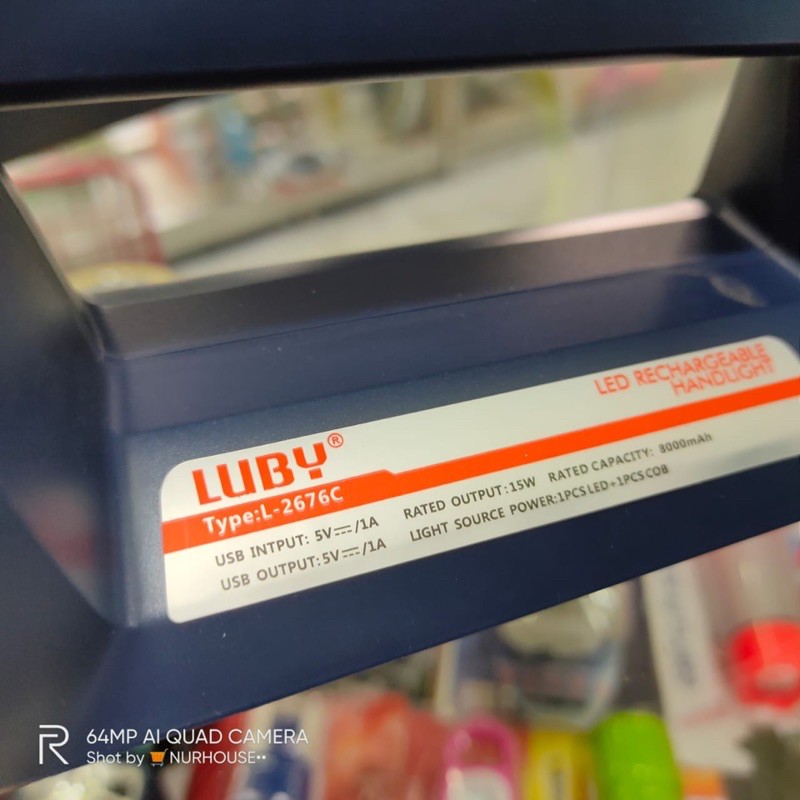 LED RECHARGEABLE
HANDLIGHT
LUBY®
Type:L-2676C
USB INTPUT: 5V⎓/1A RATED OUTPUT:15W RATED CAPACITY: 8000mAh
USB OUTPUT:5V⎓/1A LIGHT SOURCE POWER:1PCS LED+1PCS COB
R 64MP AI QUAD CAMERA
Shot by 🛒NURHOUSE••